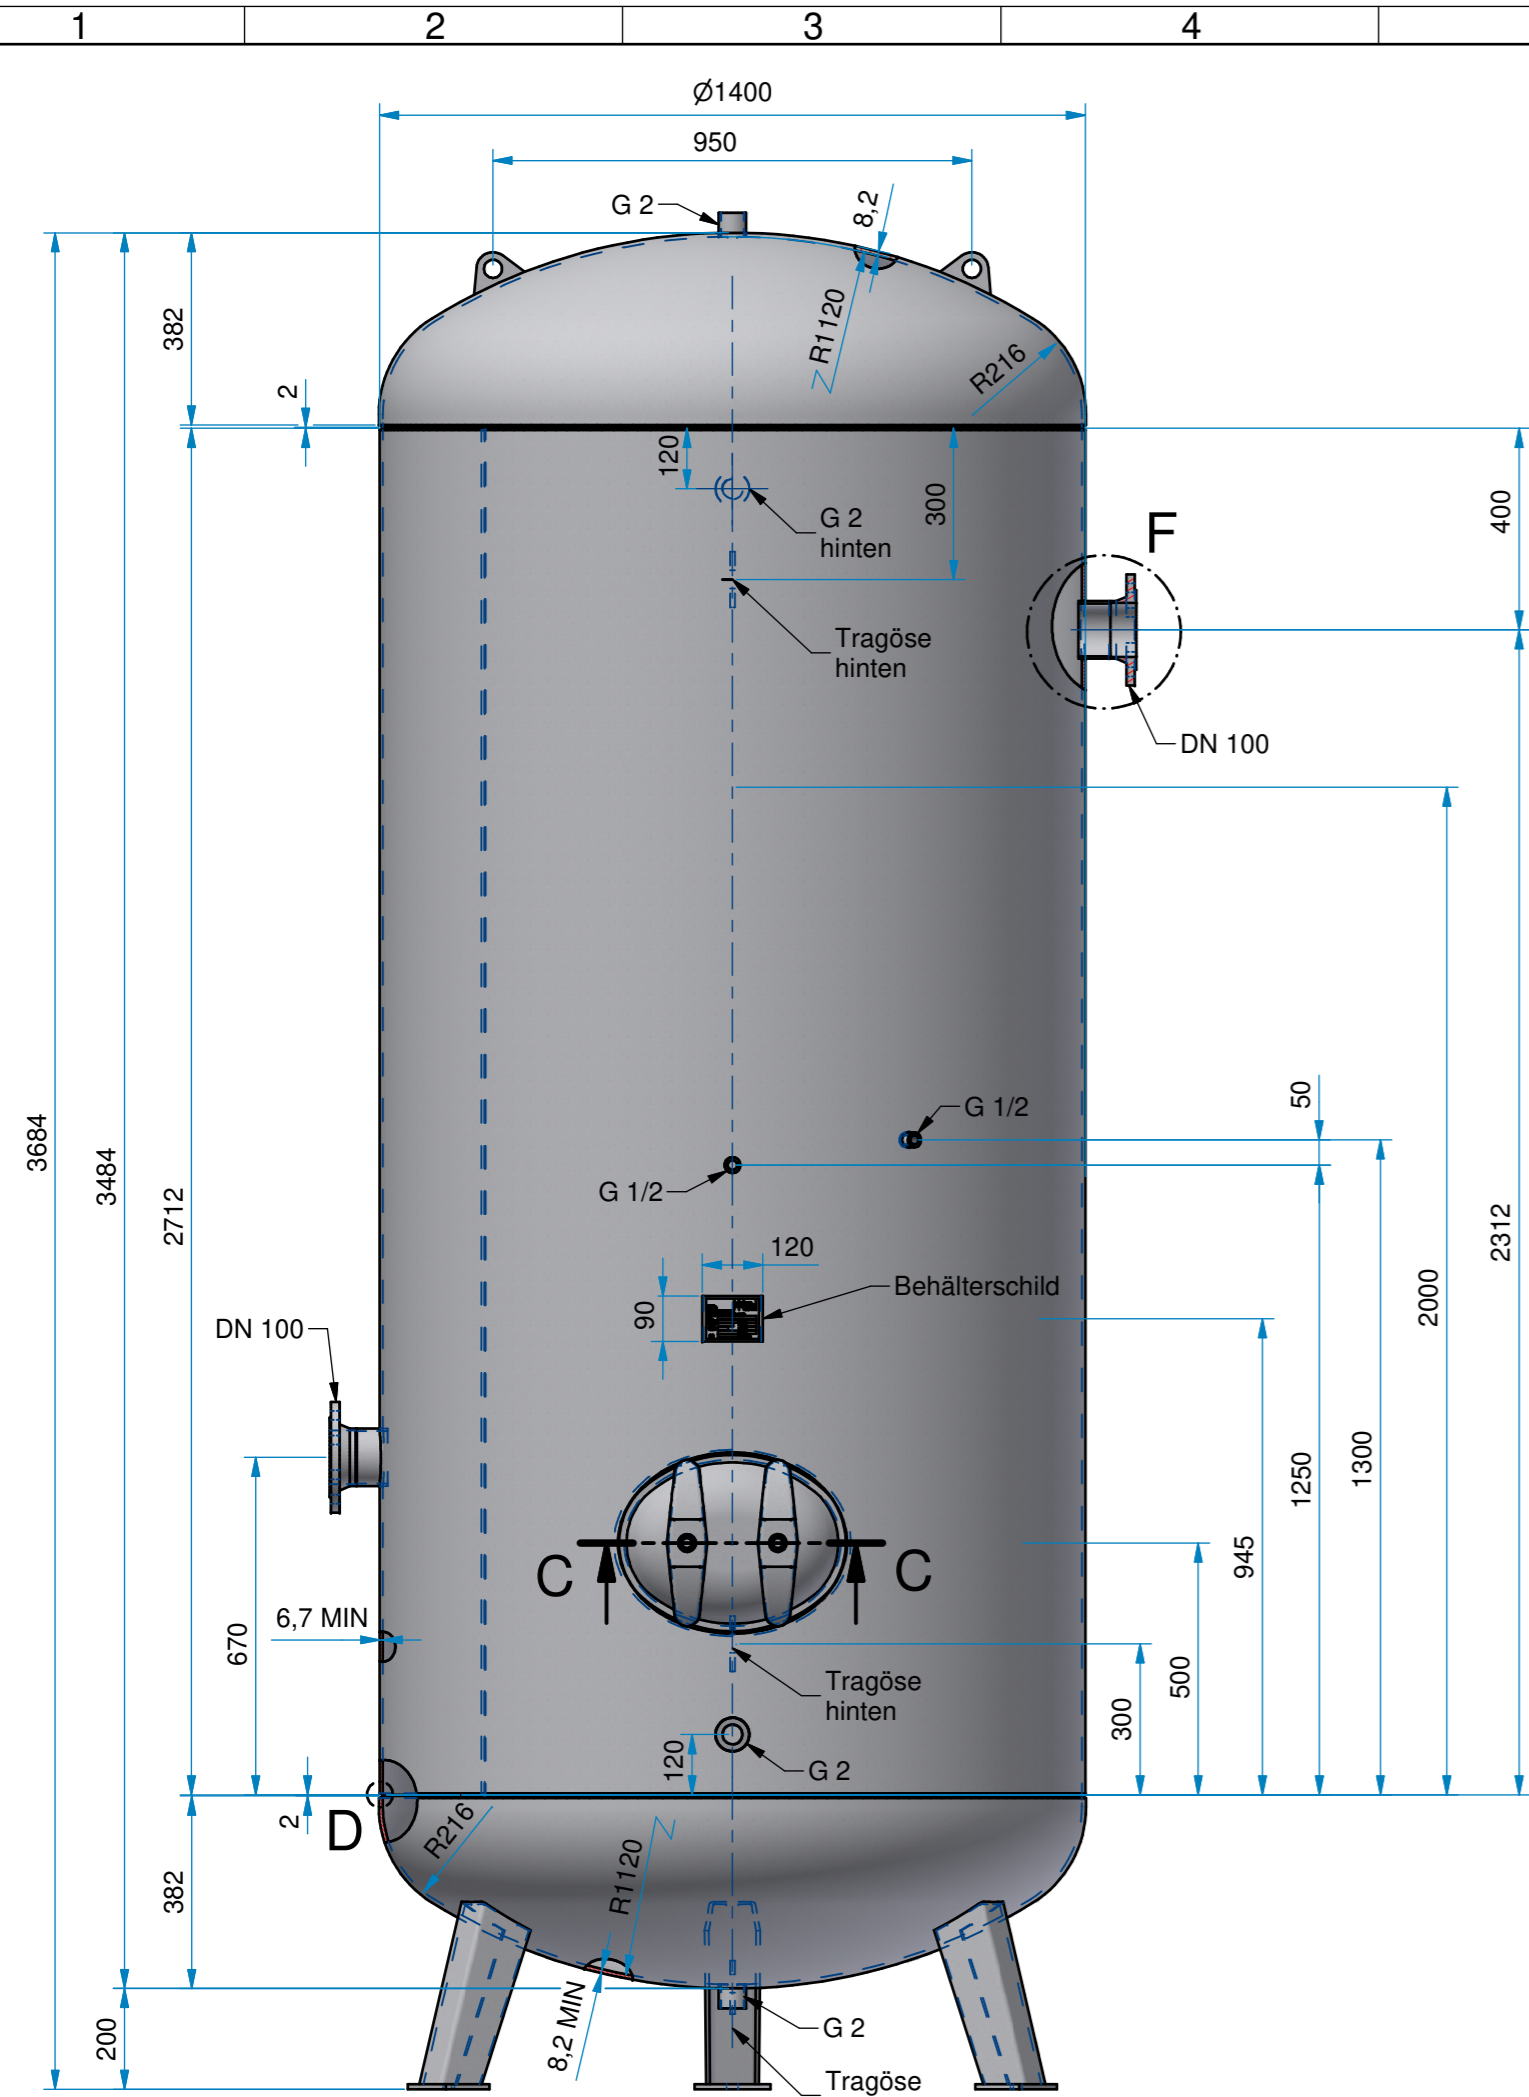 1 2 3 4
Ø1400
950
G 2
8,2
R1120
R216
382
2
120
300
400
G 2
hinten
F
Tragöse
hinten
DN 100
3684
3484
2712
2312
2000
50
G 1/2
G 1/2
1300
1250
120
90
Behälterschild
DN 100
945
C C
670
6,7 MIN
500
300
Tragöse
hinten
120
G 2
2
D
R216
R1120
382
200
8,2 MIN
G 2
Tragöse